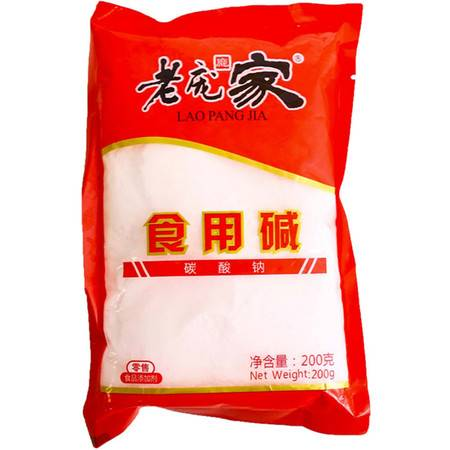 老庞家®
庞
LAO PANG JIA
食用碱
碳酸钠
净含量：200克
Net Weight:200g
零售
食品添加剂